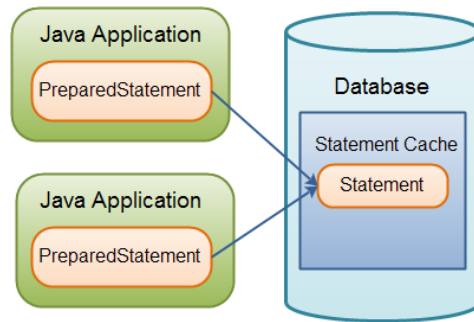 Java Application
PreparedStatement
Database
Statement Cache
Statement
Java Application
PreparedStatement